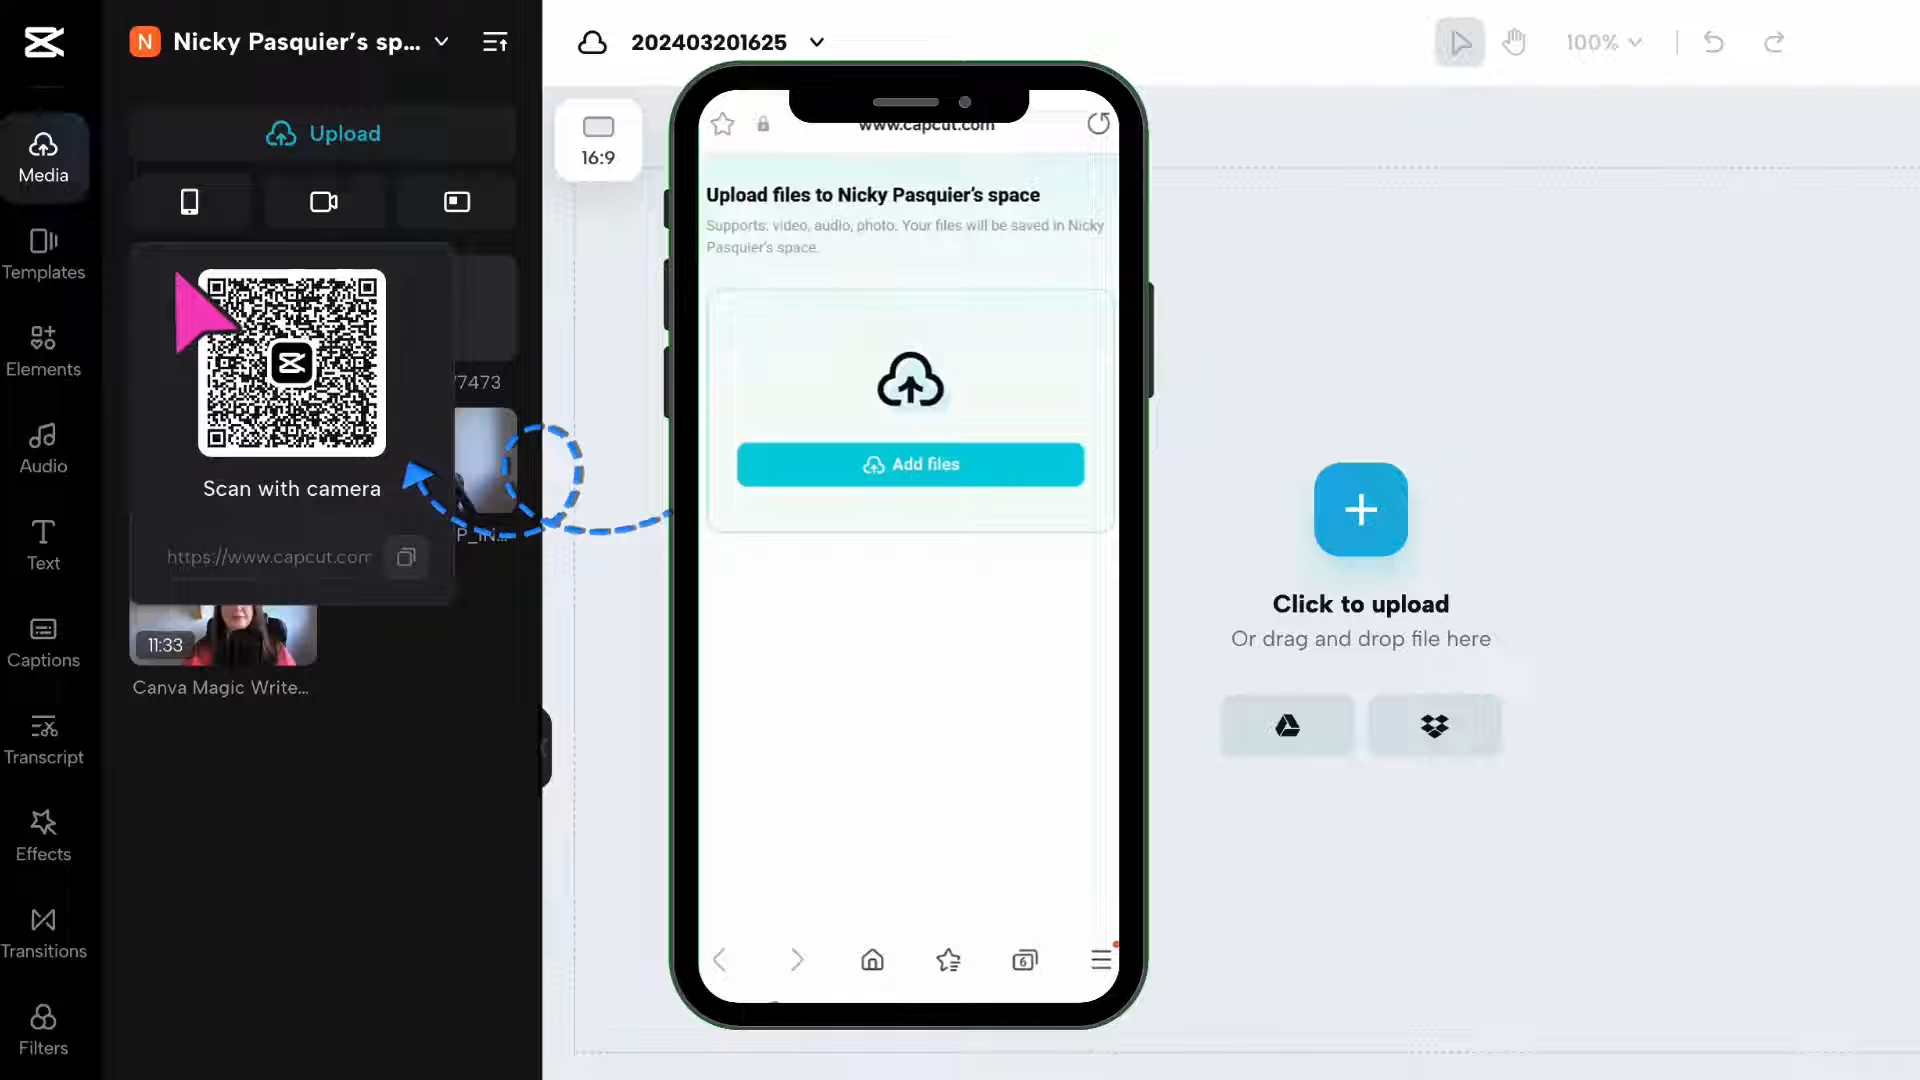 N Nicky Pasquier’s sp...
202403201625
100%
Media
Templates
Elements
Audio
Text
Captions
Transcript
Effects
Transitions
Filters
Upload
Scan with camera
https://www.capcut.com
/7473
P_IN...
11:33
Canva Magic Write...
16:9
www.capcut.com
Upload files to Nicky Pasquier’s space
Supports: video, audio, photo. Your files will be saved in Nicky
Pasquier’s space.
Add files
6
Click to upload
Or drag and drop file here